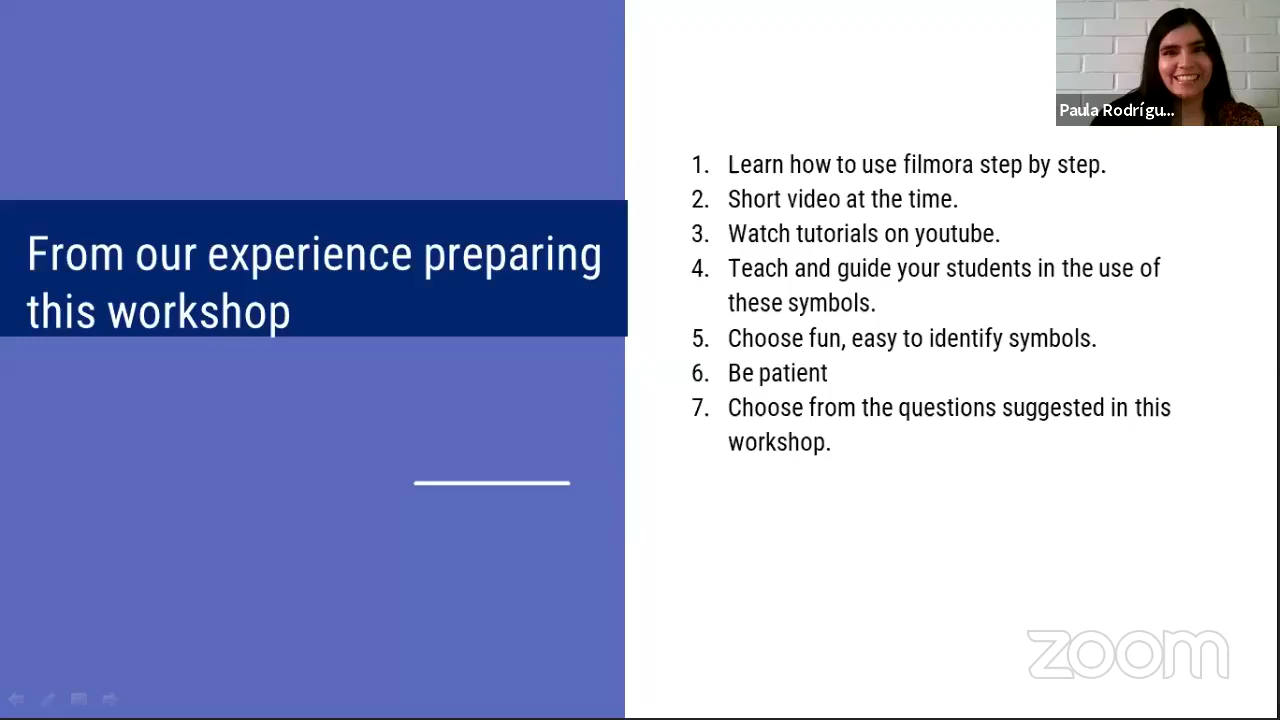 Paula Rodrígu...
From our experience preparing
this workshop
1. Learn how to use filmora step by step.
2. Short video at the time.
3. Watch tutorials on youtube.
4. Teach and guide your students in the use of
these symbols.
5. Choose fun, easy to identify symbols.
6. Be patient
7. Choose from the questions suggested in this
workshop.
zoom